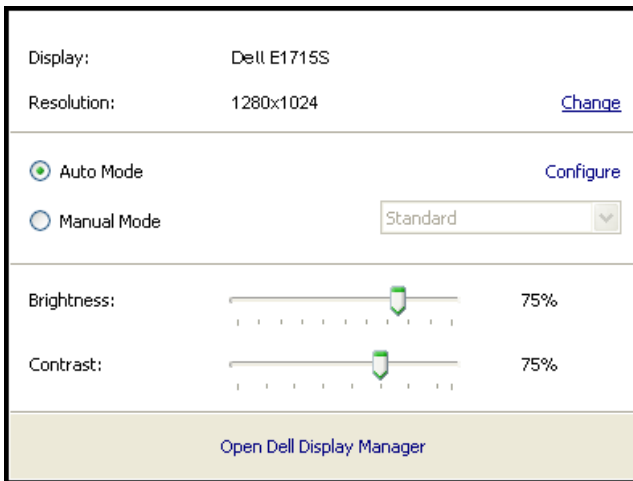 Display: Dell E1715S
Resolution: 1280x1024 Change
Auto Mode Configure
Manual Mode Standard
Brightness: 75%
Contrast: 75%
Open Dell Display Manager